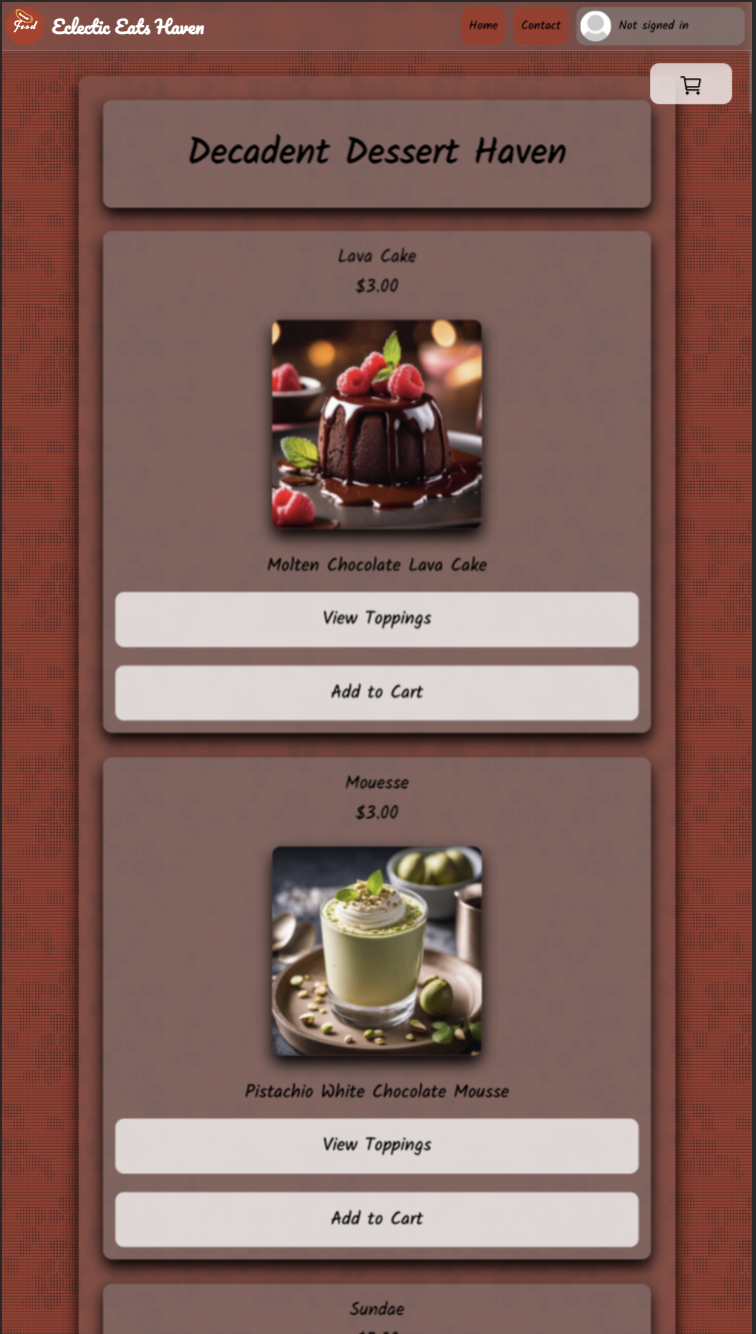 Food
Eclectic Eats Haven
Home
Contact
Not signed in
Decadent Dessert Haven
Lava Cake
$3.00
Molten Chocolate Lava Cake
View Toppings
Add to Cart
Mouesse
$3.00
Pistachio White Chocolate Mousse
View Toppings
Add to Cart
Sundae